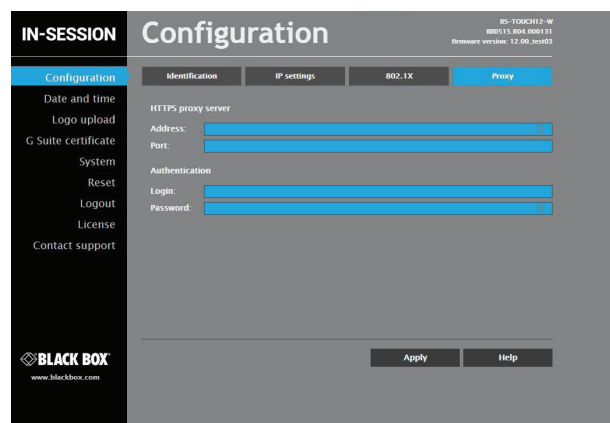 IN-SESSION
Configuration
RS-TOUCH12-W
BB0515.R04.000131
firmware version: 12.00_test03
Configuration
Date and time
Logo upload
G Suite certificate
System
Reset
Logout
License
Contact support
Identification
IP settings
802.1X
Proxy
HTTPS proxy server
Address:
Port:
Authentication
Login:
Password:
Apply
Help
BLACK BOX®
www.blackbox.com